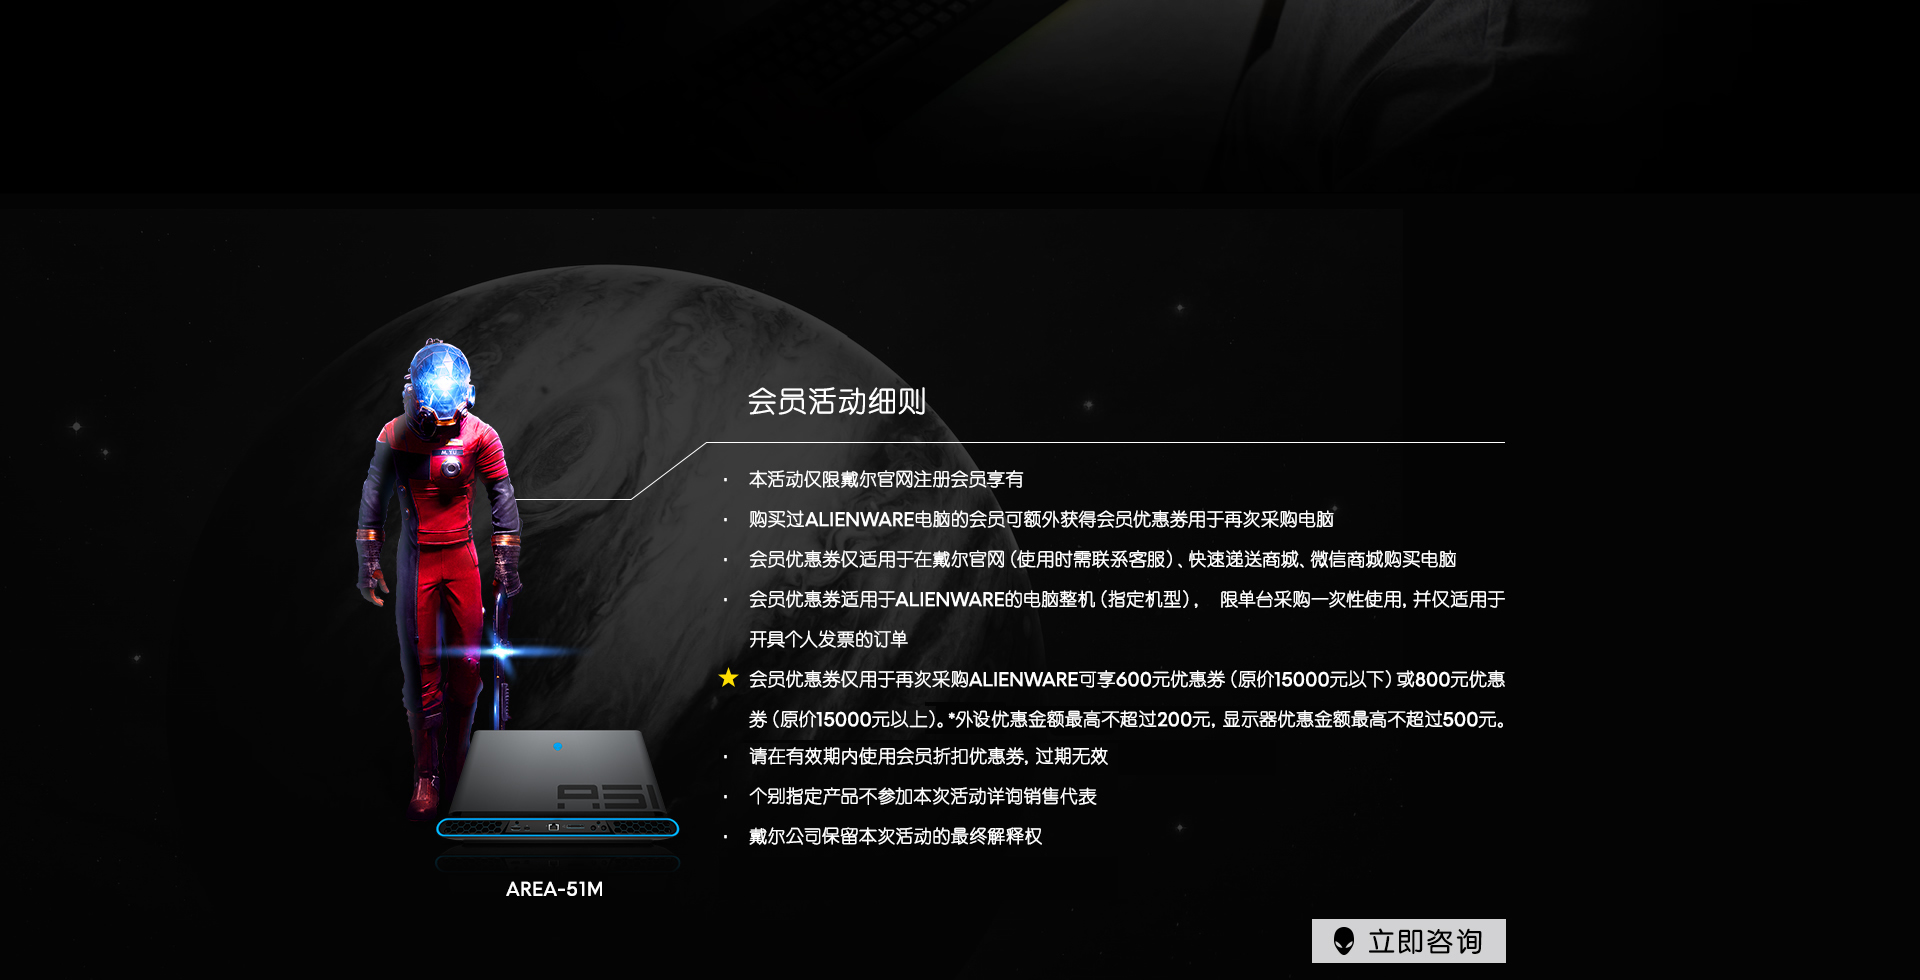 M. YU
会员活动细则
· 本活动仅限戴尔官网注册会员享有
· 购买过ALIENWARE电脑的会员可额外获得会员优惠券用于再次采购电脑
· 会员优惠券仅适用于在戴尔官网（使用时需联系客服）、快速递送商城、微信商城购买电脑
· 会员优惠券适用于ALIENWARE的电脑整机（指定机型）， 限单台采购一次性使用, 并仅适用于
开具个人发票的订单
★ 会员优惠券仅用于再次采购ALIENWARE可享600元优惠券（原价15000元以下）或800元优惠
券（原价15000元以上）。*外设优惠金额最高不超过200元, 显示器优惠金额最高不超过500元。
· 请在有效期内使用会员折扣优惠券, 过期无效
· 个别指定产品不参加本次活动详询销售代表
· 戴尔公司保留本次活动的最终解释权
A51
AREA-51M
立即咨询